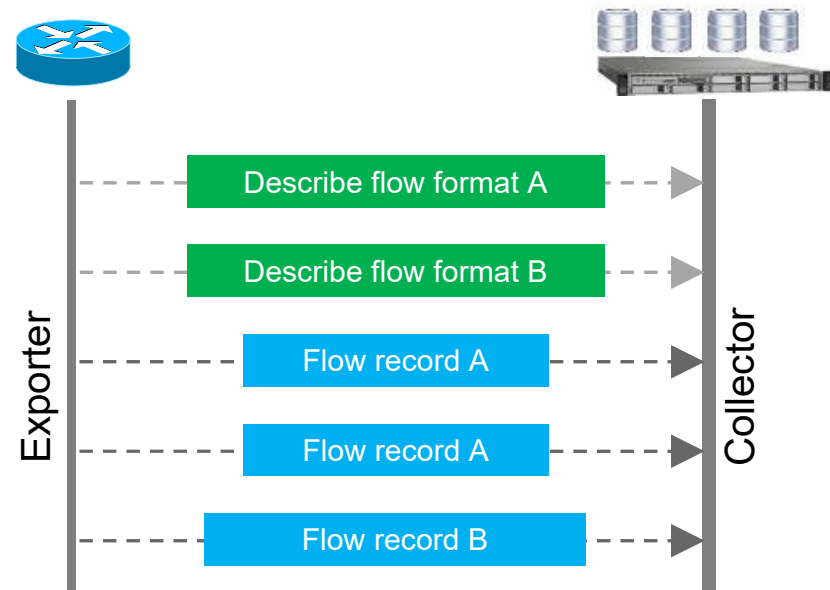 Describe flow format A
Describe flow format B
Flow record A
Flow record A
Flow record B
Exporter
Collector